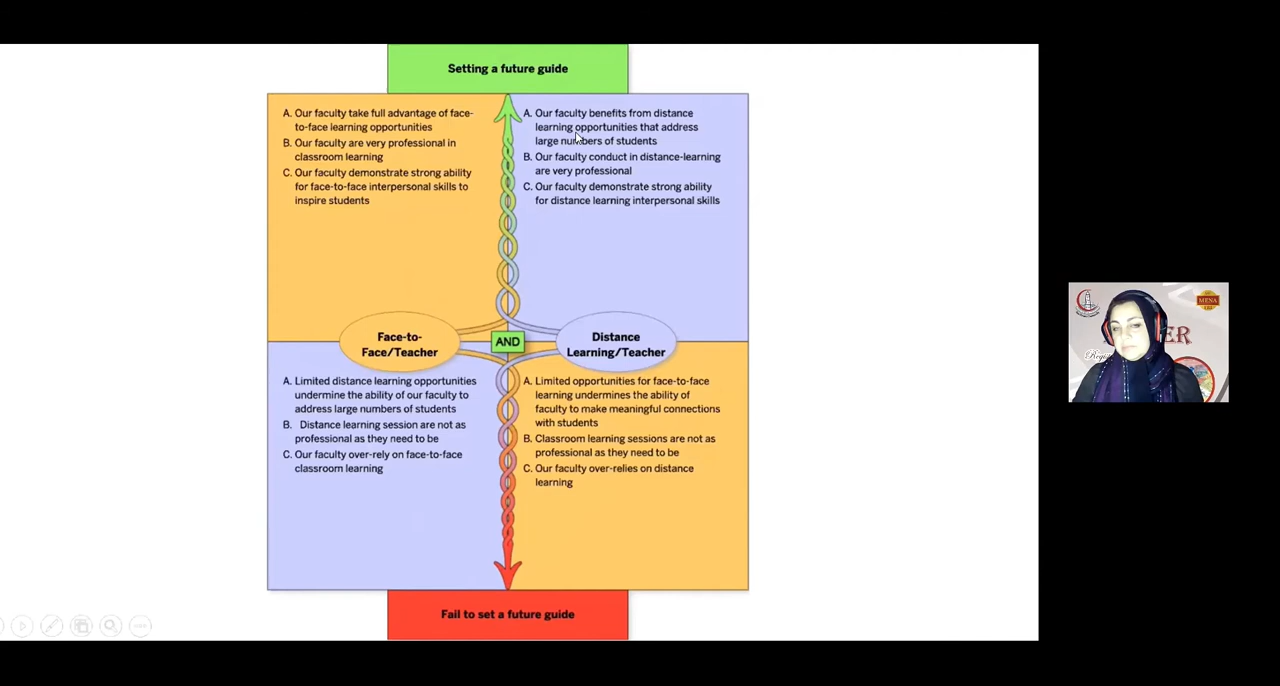 Setting a future guide
A. Our faculty take full advantage of face-
to-face learning opportunities
B. Our faculty are very professional in
classroom learning
C. Our faculty demonstrate strong ability
for face-to-face interpersonal skills to
inspire students
A. Our faculty benefits from distance
learning opportunities that address
large numbers of students
B. Our faculty conduct in distance-learning
are very professional
C. Our faculty demonstrate strong ability
for distance learning interpersonal skills
Face-to-
Face/Teacher
AND
Distance
Learning/Teacher
A. Limited distance learning opportunities
undermine the ability of our faculty to
address large numbers of students
B. Distance learning session are not as
professional as they need to be
C. Our faculty over-rely on face-to-face
classroom learning
A. Limited opportunities for face-to-face
learning undermines the ability of
faculty to make meaningful connections
with students
B. Classroom learning sessions are not as
professional as they need to be
C. Our faculty over-relies on distance
learning
Fail to set a future guide
MENA